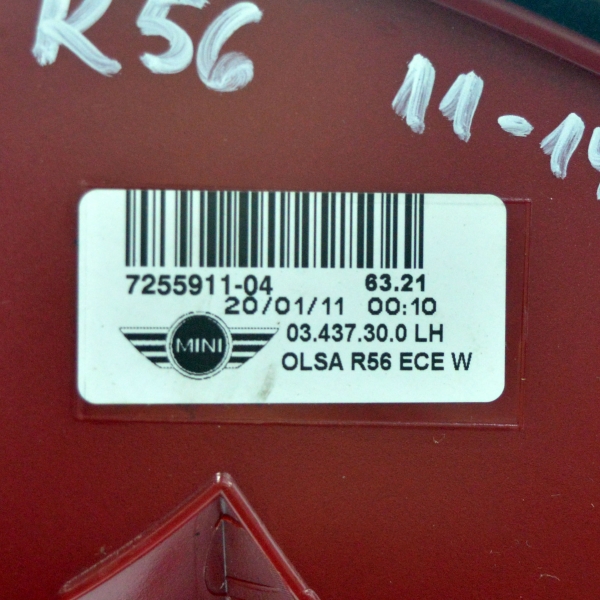 R56
11-14
7255911-04 63.21
20/01/11 00:10
MINI
03.437.30.0 LH
OLSA R56 ECE W